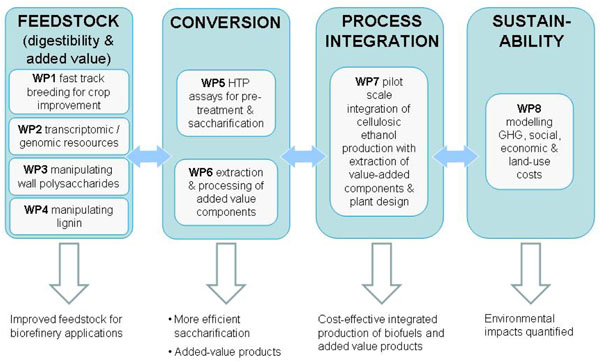 FEEDSTOCK
(digestibility &
added value)
WP1 fast track
breeding for crop
improvement
WP2 transcriptomic /
genomic resources
WP3 manipulating
wall polysaccharides
WP4 manipulating
lignin
Improved feedstock for
biorefinery applications
CONVERSION
WP5 HTP
assays for pre-
treatment &
saccharification
WP6 extraction
& processing of
added value
components
• More efficient
saccharification
• Added-value products
PROCESS
INTEGRATION
WP7 pilot
scale
integration of
cellulosic
ethanol
production with
extraction of
value-added
components &
plant design
Cost-effective integrated
production of biofuels and
added value products
SUSTAIN-
ABILITY
WP8
modelling
GHG, social,
economic &
land-use
costs
Environmental
impacts quantified